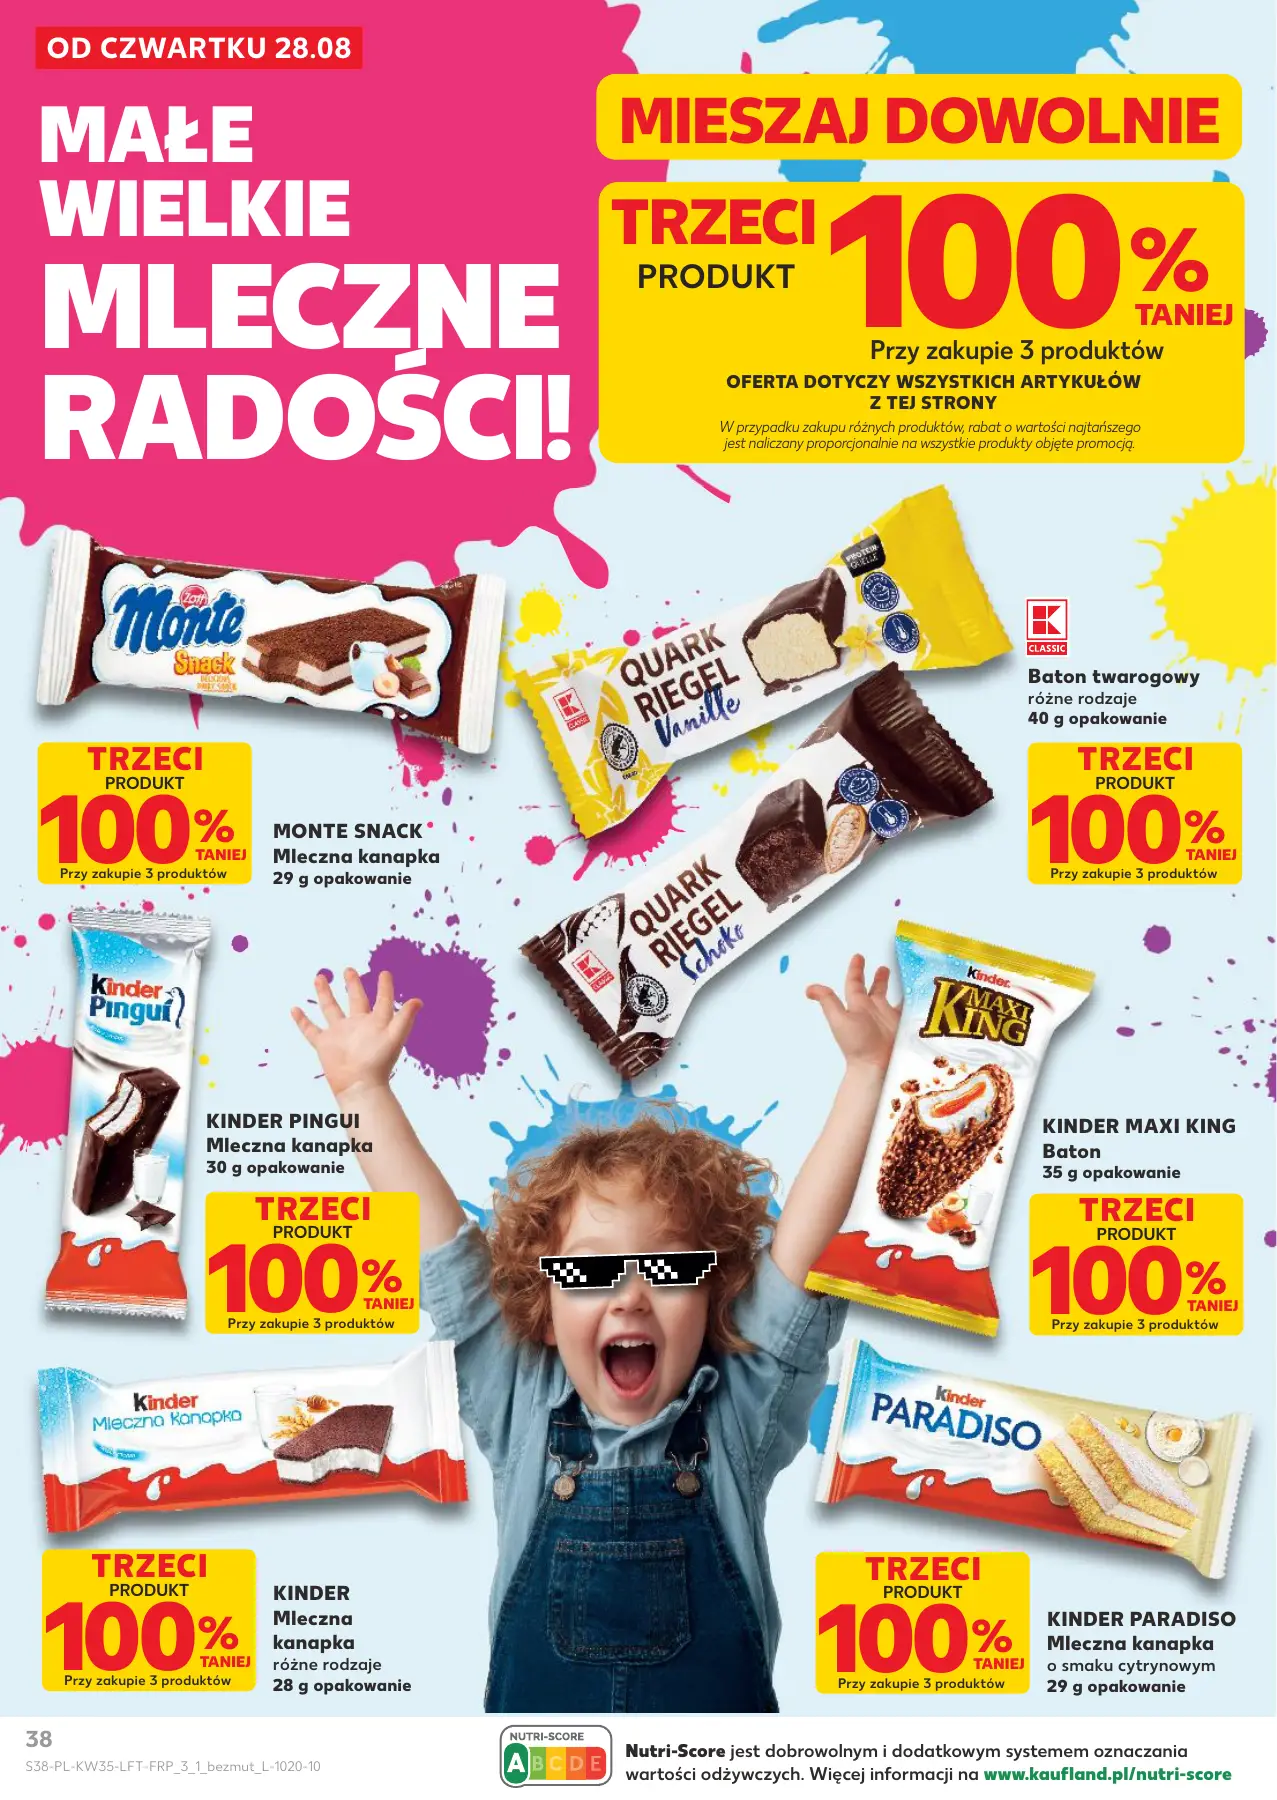 OD CZWARTKU 28.08
MAŁE
WIELKIE
MLECZNE
RADOŚCI!
MIESZAJ DOWOLNIE
TRZECI
PRODUKT
100%
TANIEJ
Przy zakupie 3 produktów
OFERTA DOTYCZY WSZYSTKICH ARTYKUŁÓW
Z TEJ STRONY
W przypadku zakupu różnych produktów, rabat o wartości najtańszego
jest naliczany proporcjonalnie na wszystkie produkty objęte promocją.
Zott
Monte
Snack
TRZECI
PRODUKT
100%
TANIEJ
Przy zakupie 3 produktów
MONTE SNACK
Mleczna kanapka
29 g opakowanie
PROTEIN-
QUELLE
QUARK
RIEGEL
Vanille
K
CLASSIC
QUARK
RIEGEL
Schoko
K
CLASSIC
K
CLASSIC
Baton twarogowy
różne rodzaje
40 g opakowanie
TRZECI
PRODUKT
100%
TANIEJ
Przy zakupie 3 produktów
Kinder
Pinguí
KINDER PINGUI
Mleczna kanapka
30 g opakowanie
TRZECI
PRODUKT
100%
TANIEJ
Przy zakupie 3 produktów
Kinder
MAXI
KING
KINDER MAXI KING
Baton
35 g opakowanie
TRZECI
PRODUKT
100%
TANIEJ
Przy zakupie 3 produktów
Kinder
Mleczna Kanapka
TRZECI
PRODUKT
100%
TANIEJ
Przy zakupie 3 produktów
KINDER
Mleczna
kanapka
różne rodzaje
28 g opakowanie
Kinder
PARADISO
TRZECI
PRODUKT
100%
TANIEJ
Przy zakupie 3 produktów
KINDER PARADISO
Mleczna kanapka
o smaku cytrynowym
29 g opakowanie
38
S38-PL-KW35-LFT-FRP_3_1_bezmut_L-1020-10
NUTRI-SCORE
A B C D E
Nutri-Score jest dobrowolnym i dodatkowym systemem oznaczania
wartości odżywczych. Więcej informacji na www.kaufland.pl/nutri-score